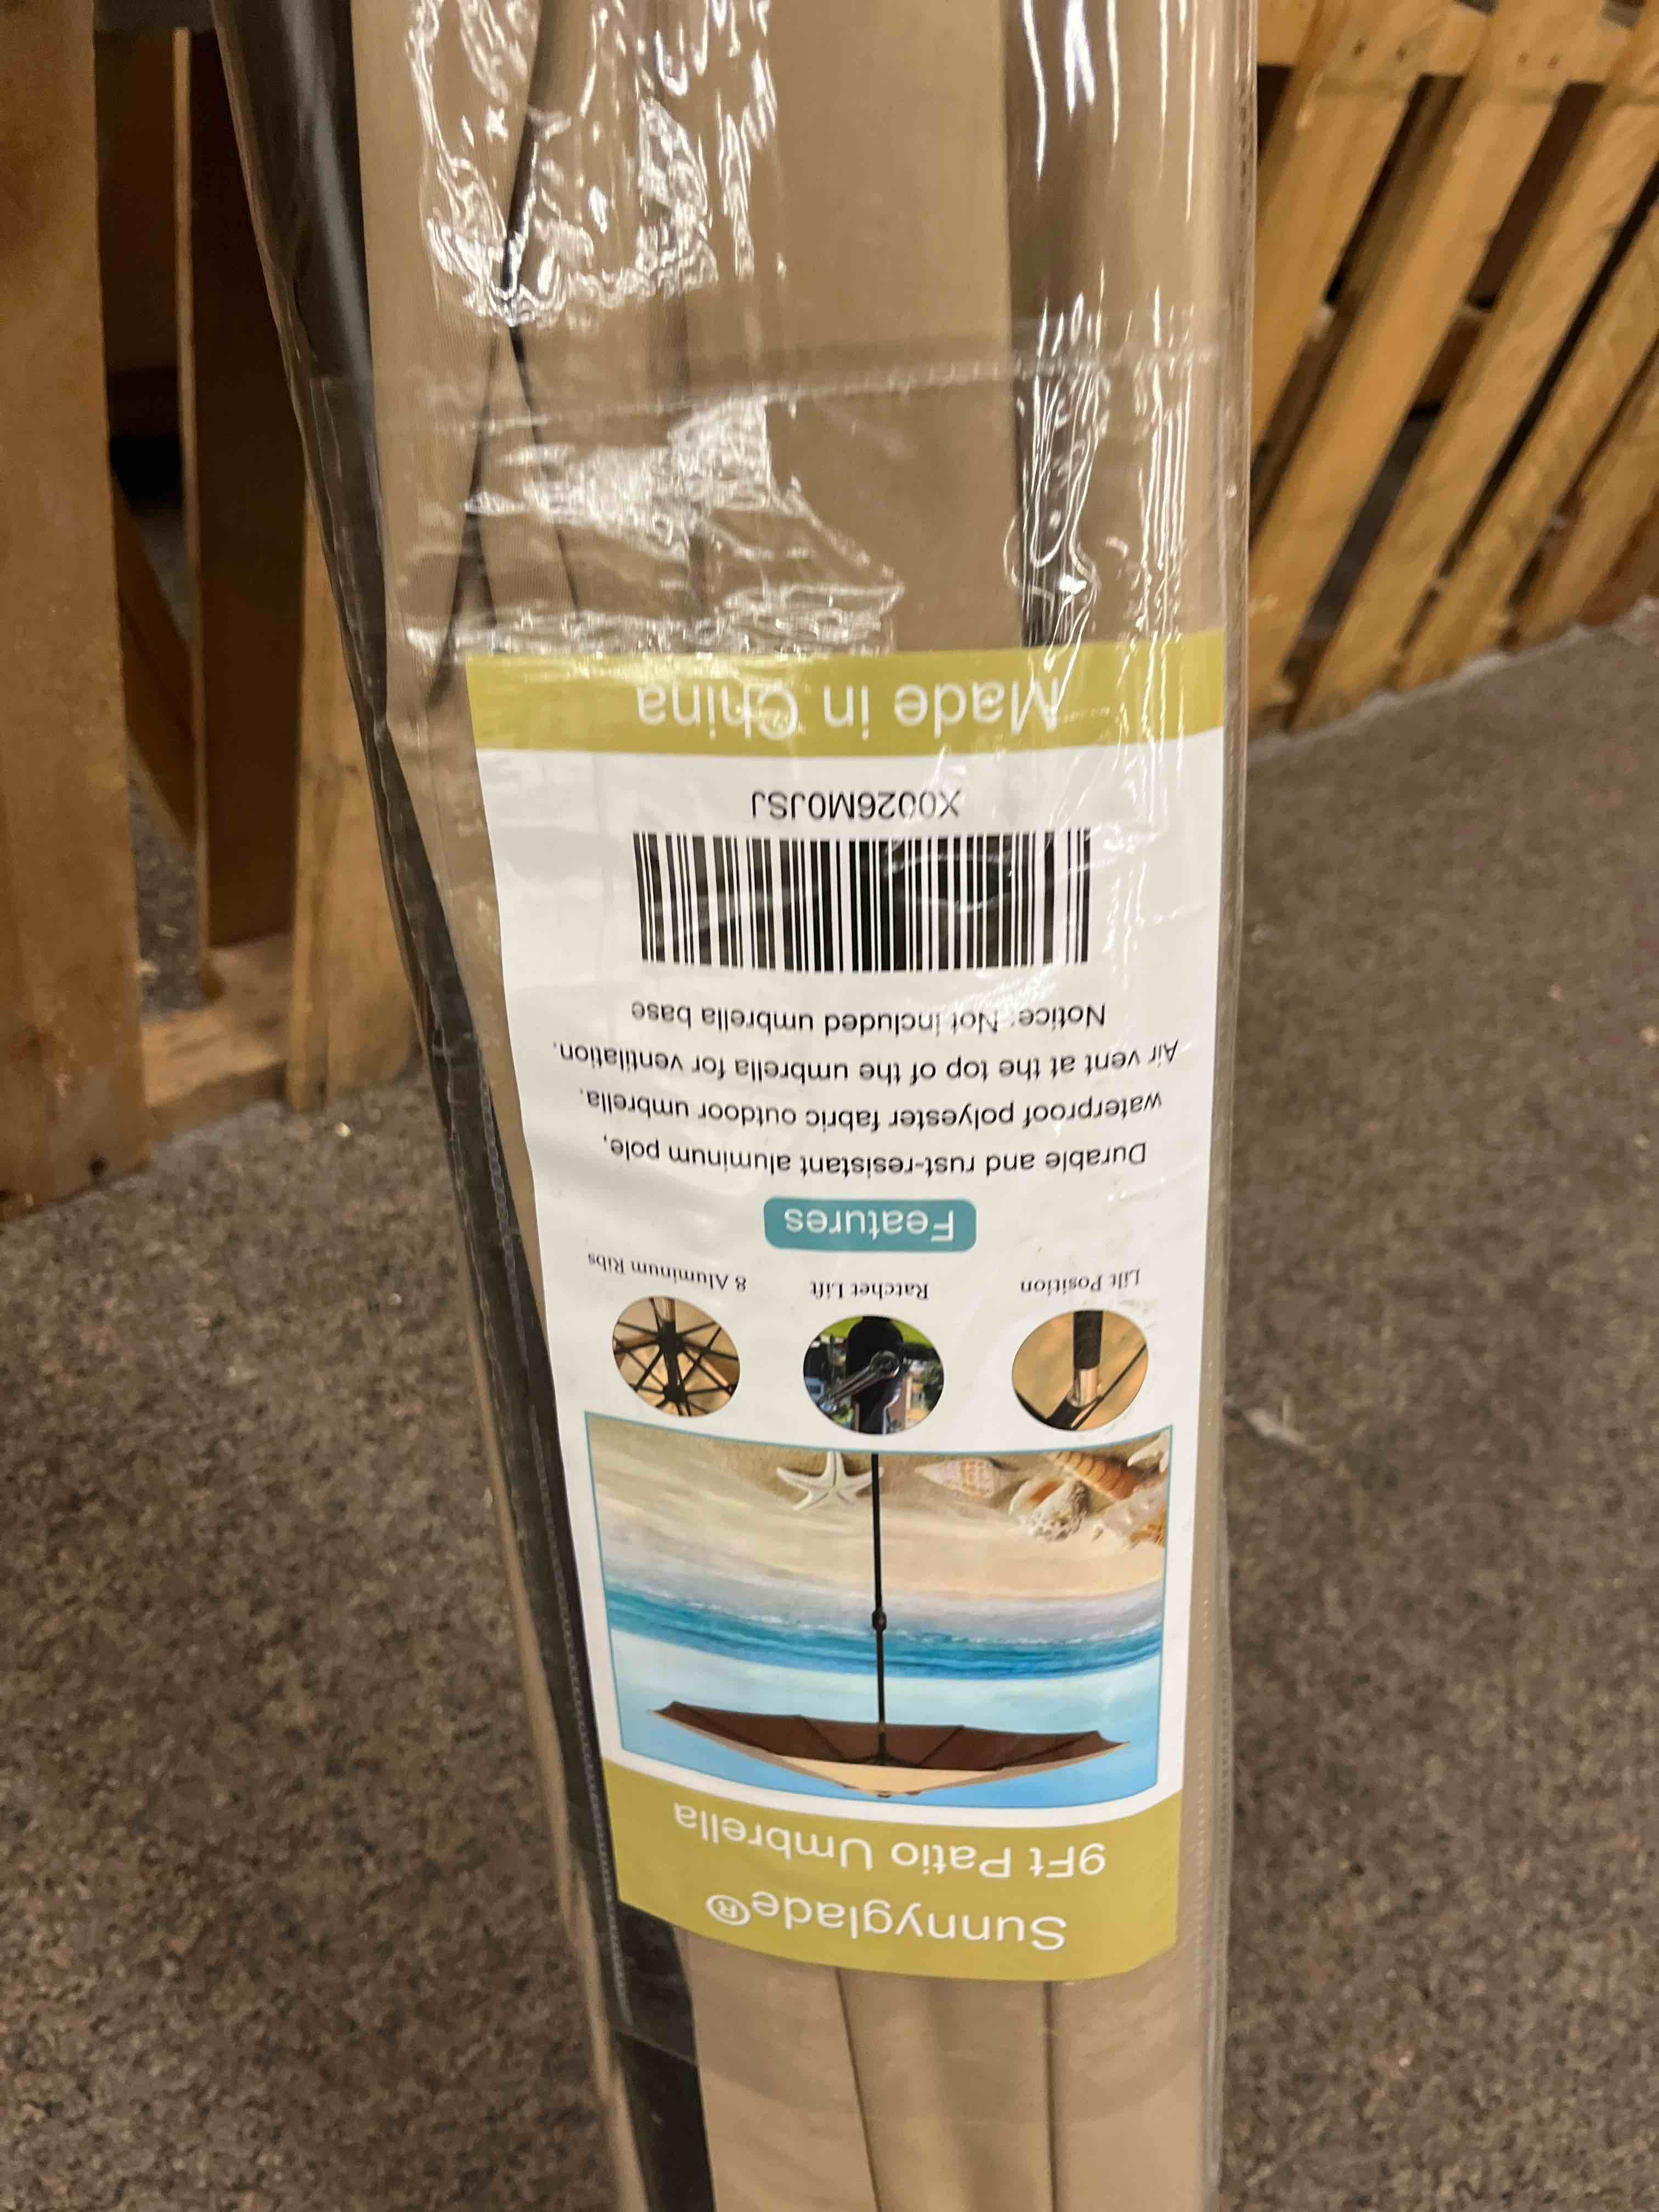 Sunnyglade®
9Ft Patio Umbrella
Lilt Position
Ratchet Lift
8 Aluminum Ribs
Features
Durable and rust-resistant aluminum pole,
waterproof polyester fabric outdoor umbrella.
Air vent at the top of the umbrella for ventilation.
Notice: Not included umbrella base
X0026M0JSJ
Made in China